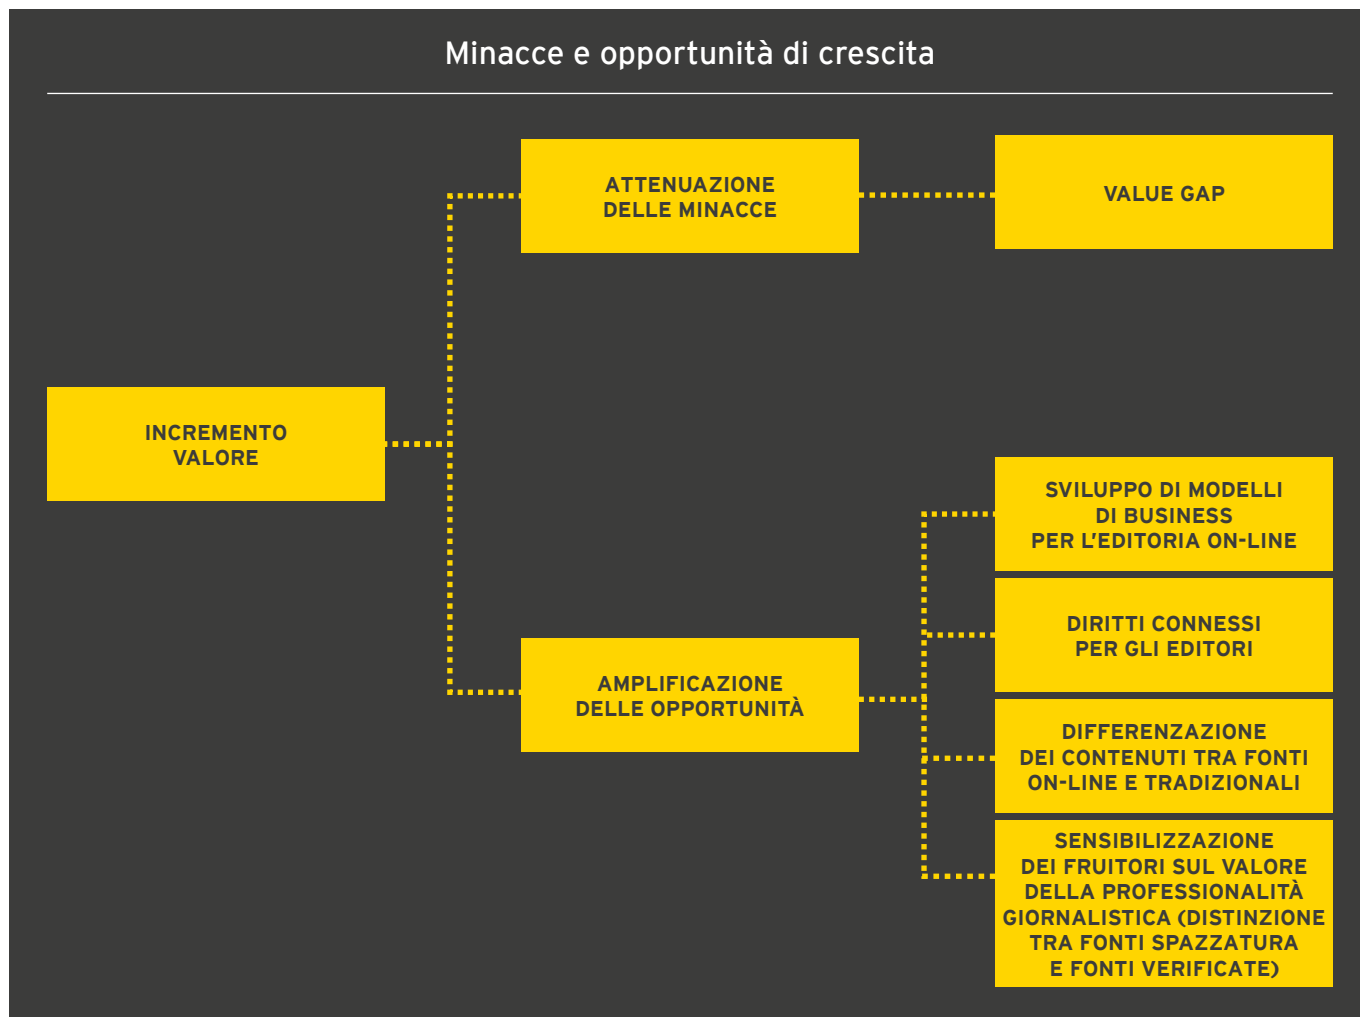 Minacce e opportunità di crescita
ATTENUAZIONE
DELLE MINACCE
VALUE GAP
INCREMENTO
VALORE
AMPLIFICAZIONE
DELLE OPPORTUNITÀ
SVILUPPO DI MODELLI
DI BUSINESS
PER L'EDITORIA ON-LINE
DIRITTI CONNESSI
PER GLI EDITORI
DIFFERENZAZIONE
DEI CONTENUTI TRA FONTI
ON-LINE E TRADIZIONALI
SENSIBILIZZAZIONE
DEI FRUITORI SUL VALORE
DELLA PROFESSIONALITÀ
GIORNALISTICA (DISTINZIONE
TRA FONTI SPAZZATURA
E FONTI VERIFICATE)